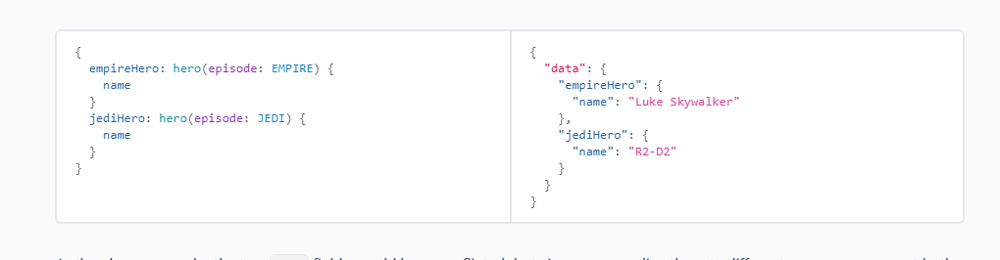 {
  empireHero: hero(episode: EMPIRE) {
    name
  }
  jediHero: hero(episode: JEDI) {
    name
  }
}
{
  "data": {
    "empireHero": {
      "name": "Luke Skywalker"
    },
    "jediHero": {
      "name": "R2-D2"
    }
  }
}